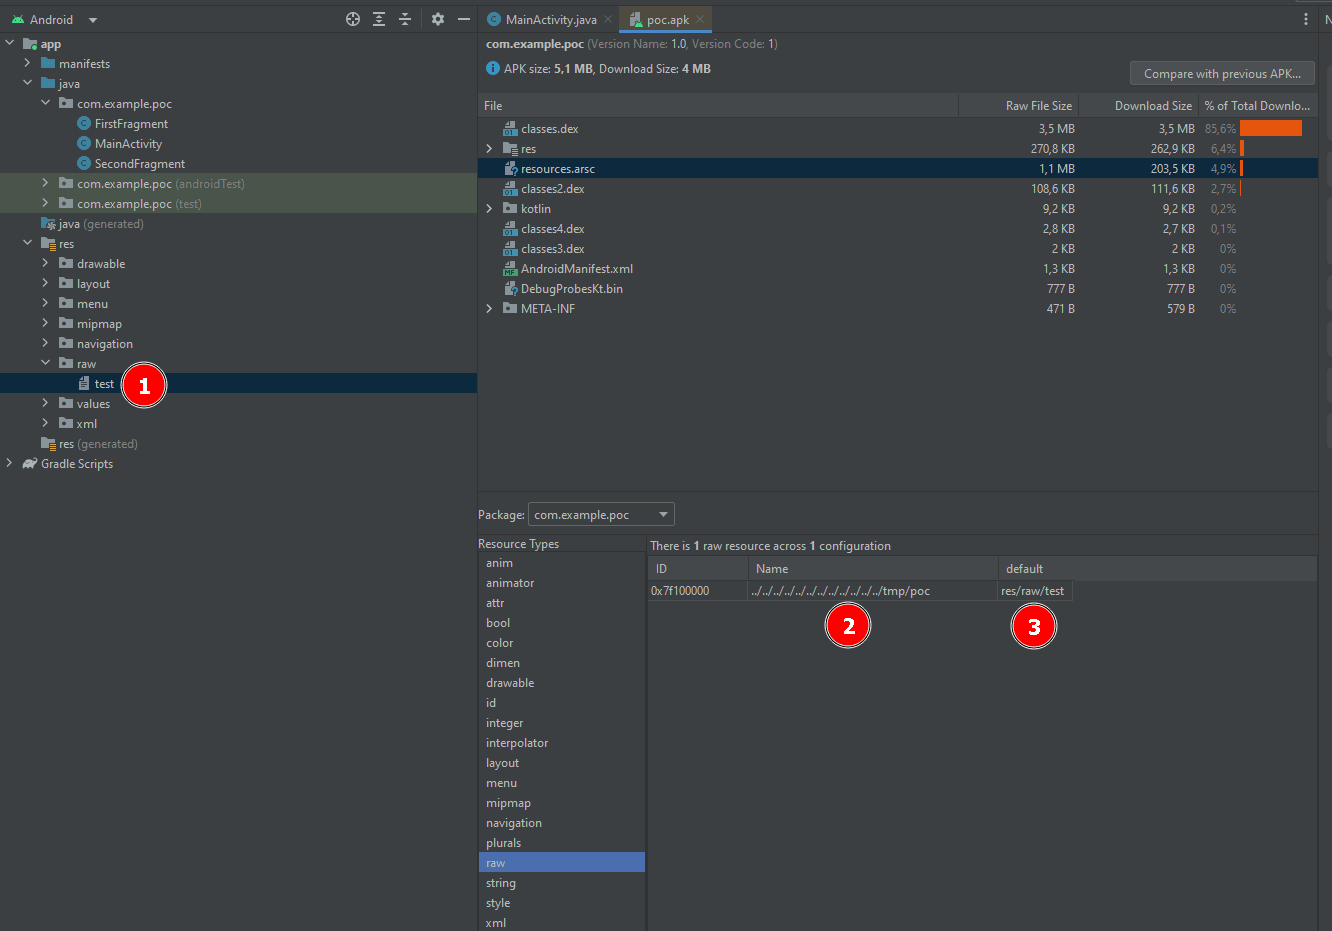 Android
app
manifests
java
com.example.poc
FirstFragment
MainActivity
SecondFragment
com.example.poc (androidTest)
com.example.poc (test)
java (generated)
res
drawable
layout
menu
mipmap
navigation
raw
test
1
values
xml
res (generated)
Gradle Scripts
MainActivity.java
poc.apk
com.example.poc (Version Name: 1.0, Version Code: 1)
APK size: 5,1 MB, Download Size: 4 MB
Compare with previous APK...
File Raw File Size Download Size % of Total Downlo...
classes.dex 3,5 MB 3,5 MB 85,6%
res 270,8 KB 262,9 KB 6,4%
resources.arsc 1,1 MB 203,5 KB 4,9%
classes2.dex 108,6 KB 111,6 KB 2,7%
kotlin 9,2 KB 9,2 KB 0,2%
classes4.dex 2,8 KB 2,7 KB 0,1%
classes3.dex 2 KB 2 KB 0%
AndroidManifest.xml 1,3 KB 1,3 KB 0%
DebugProbesKt.bin 777 B 777 B 0%
META-INF 471 B 579 B 0%
Package: com.example.poc
Resource Types
anim
animator
attr
bool
color
dimen
drawable
id
integer
interpolator
layout
menu
mipmap
navigation
plurals
raw
string
style
xml
There is 1 raw resource across 1 configuration
ID Name default
0x7f100000 ../../../../../../../../../../../../tmp/poc res/raw/test
2
3